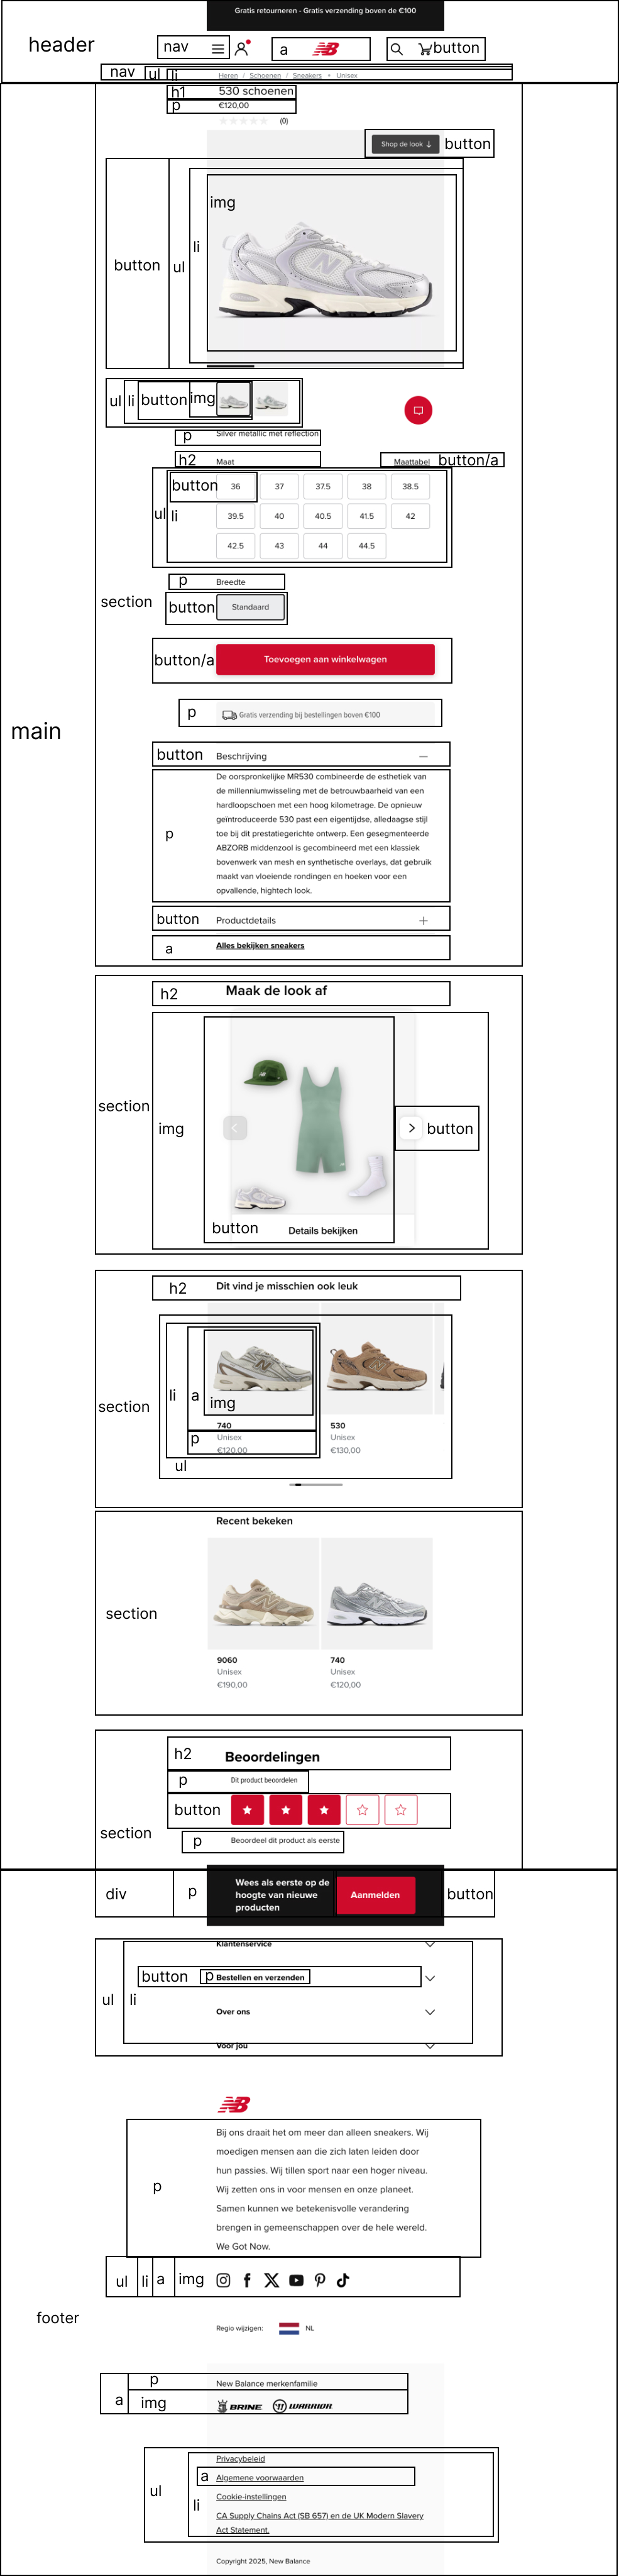 Gratis retourneren - Gratis verzending boven de €100
header
nav
a
button
nav
ul
li
Heren / Schoenen / Sneakers • Unisex
h1
530 schoenen
p
€120,00
(0)
Shop de look ↓
button
img
li
button
ul
ul
li
button
img
p
Silver metallic met reflection
h2
Maat
Maattabel
button/a
button
36
37
37.5
38
38.5
ul
li
39.5
40
40.5
41.5
42
42.5
43
44
44.5
p
Breedte
section
button
Standaard
button/a
Toevoegen aan winkelwagen
p
Gratis verzending bij bestellingen boven €100
main
button
Beschrijving
p
De oorspronkelijke MR530 combineerde de esthetiek van
de millenniumwisseling met de betrouwbaarheid van een
hardloopschoen met een hoog kilometrage. De opnieuw
geïntroduceerde 530 past een eigentijdse, alledaagse stijl
toe bij dit prestatiegerichte ontwerp. Een gesegmenteerde
ABZORB middenzool is gecombineerd met een klassiek
bovenwerk van mesh en synthetische overlays, dat gebruik
maakt van vloeiende rondingen en hoeken voor een
opvallende, hightech look.
button
Productdetails
a
Alles bekijken sneakers
h2
Maak de look af
section
img
button
button
Details bekijken
h2
Dit vind je misschien ook leuk
section
li
a
img
740
530
p
Unisex
Unisex
€120,00
€130,00
ul
Recent bekeken
section
9060
740
Unisex
Unisex
€190,00
€120,00
h2
Beoordelingen
p
Dit product beoordelen
button
section
p
Beoordeel dit product als eerste
div
p
Wees als eerste op de
hoogte van nieuwe
producten
Aanmelden
button
Klantenservice
button
p
Bestellen en verzenden
ul
li
Over ons
Voor jou
p
Bij ons draait het om meer dan alleen sneakers. Wij
moedigen mensen aan die zich laten leiden door
hun passies. Wij tillen sport naar een hoger niveau.
Wij zetten ons in voor mensen en onze planeet.
Samen kunnen we betekenisvolle verandering
brengen in gemeenschappen over de hele wereld.
We Got Now.
ul
li
a
img
footer
Regio wijzigen:
NL
p
New Balance merkenfamilie
a
img
BRINE
WARRIOR
Privacybeleid
a
Algemene voorwaarden
ul
li
Cookie-instellingen
CA Supply Chains Act (SB 657) en de UK Modern Slavery
Act Statement.
Copyright 2025, New Balance